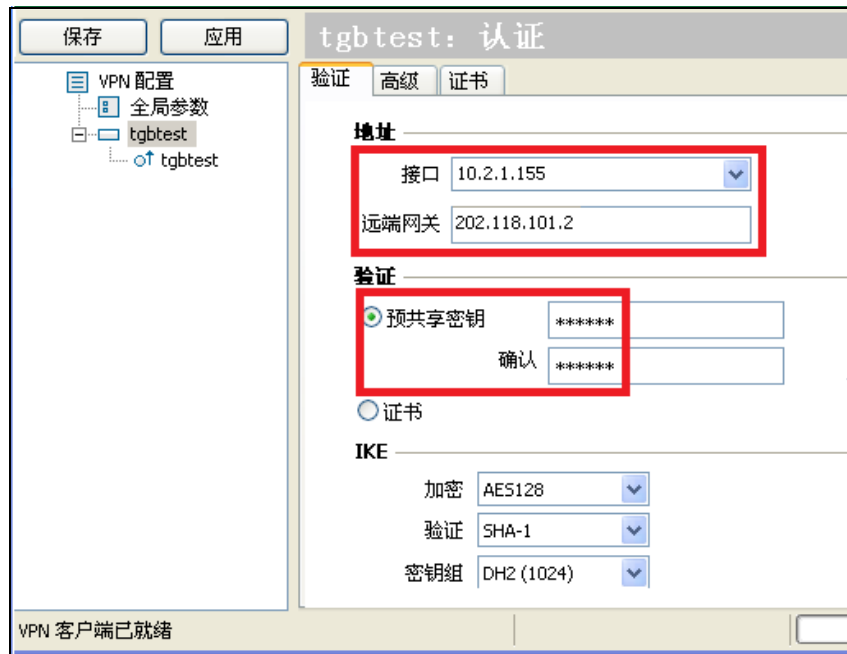 保存 应用 tgbtest: 认证
VPN 配置
全局参数
tgbtest
tgbtest
验证 高级 证书
地址
接口 10.2.1.155
远端网关 202.118.101.2
验证
预共享密钥 ******
确认 ******
证书
IKE
加密 AES128
验证 SHA-1
密钥组 DH2 (1024)
VPN 客户端已就绪